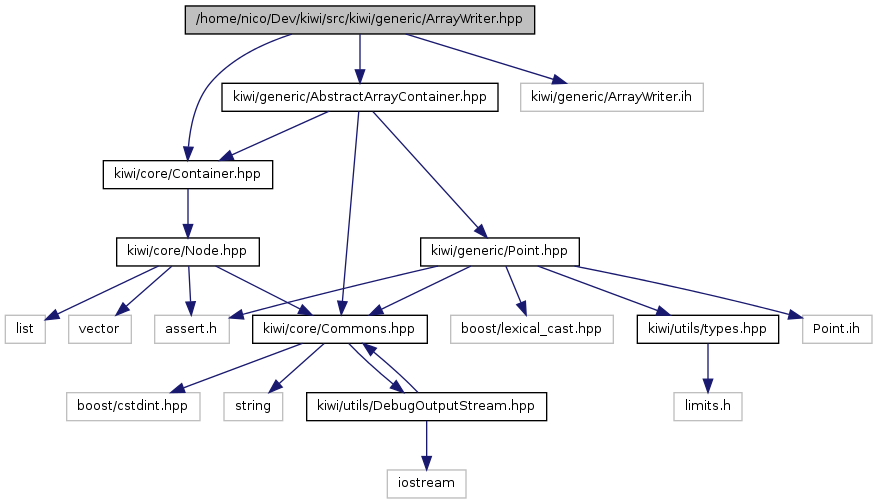 /home/nico/Dev/kiwi/src/kiwi/generic/ArrayWriter.hpp
kiwi/generic/AbstractArrayContainer.hpp
kiwi/generic/ArrayWriter.ih
kiwi/core/Container.hpp
kiwi/core/Node.hpp
kiwi/generic/Point.hpp
list
vector
assert.h
kiwi/core/Commons.hpp
boost/lexical_cast.hpp
kiwi/utils/types.hpp
Point.ih
boost/cstdint.hpp
string
kiwi/utils/DebugOutputStream.hpp
limits.h
iostream